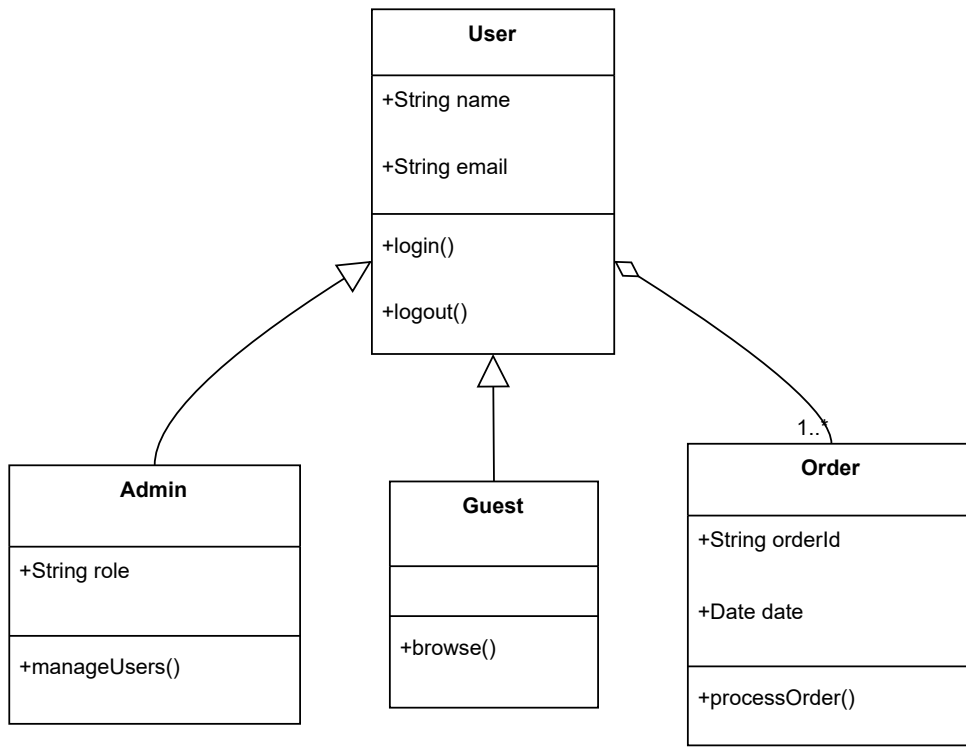 User
+String name
+String email
+login()
+logout()
1..*
Admin
+String role
+manageUsers()
Guest
+browse()
Order
+String orderId
+Date date
+processOrder()